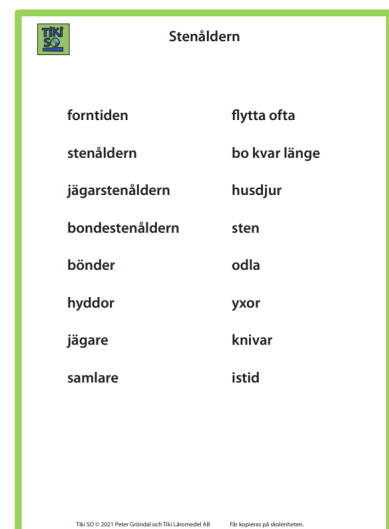 TIKI
SO
Stenåldern
forntiden flytta ofta
stenåldern bo kvar länge
jägarstenåldern husdjur
bondestenåldern sten
bönder odla
hyddor yxor
jägare knivar
samlare istid
Tiki SO © 2021 Peter Gröndal och Tiki Läromedel AB Får kopieras på skolenheten.